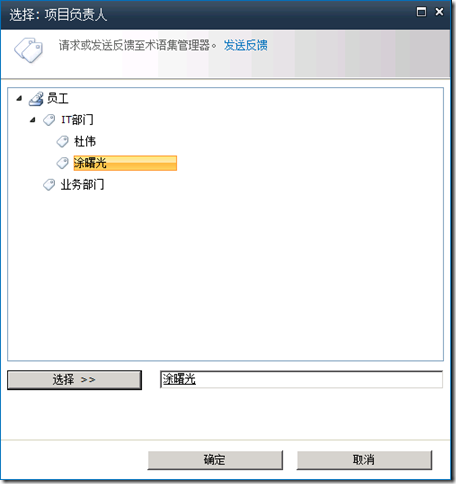 选择: 项目负责人
请求或发送反馈至术语集管理器。 发送反馈
员工
IT部门
杜伟
涂曙光
业务部门
选择 >> 涂曙光
确定 取消